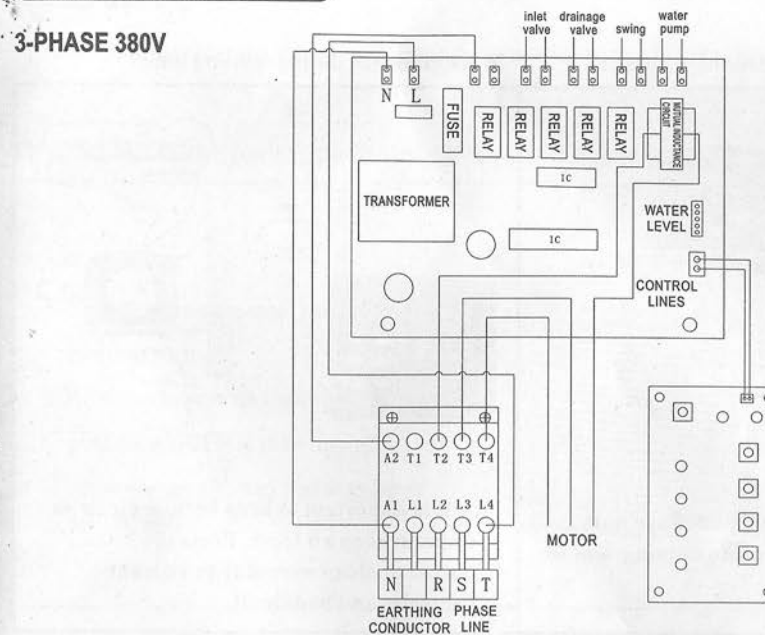 3-PHASE 380V
inlet valve
drainage valve
swing
water pump
N L
FUSE
RELAY
RELAY
RELAY
RELAY
RELAY
MUTUAL INDUCTANCE CIRCUIT
TRANSFORMER
IC
IC
WATER LEVEL
CONTROL LINES
A2 T1 T2 T3 T4
A1 L1 L2 L3 L4
MOTOR
N R S T
EARTHING CONDUCTOR
PHASE LINE